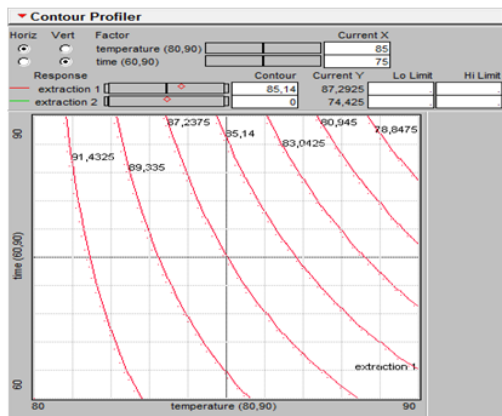 Contour Profiler
Horiz Vert Factor Current X
temperature (80,90) 85
time (60,90) 75
Response Contour Current Y Lo Limit Hi Limit
extraction 1 85,14 87,2925 . .
extraction 2 0 74,425 . .
90
87,2375
85,14
83,0425
80,945
78,8475
91,4325
89,335
time (60,90)
extraction 1
60
80 temperature (80,90) 90